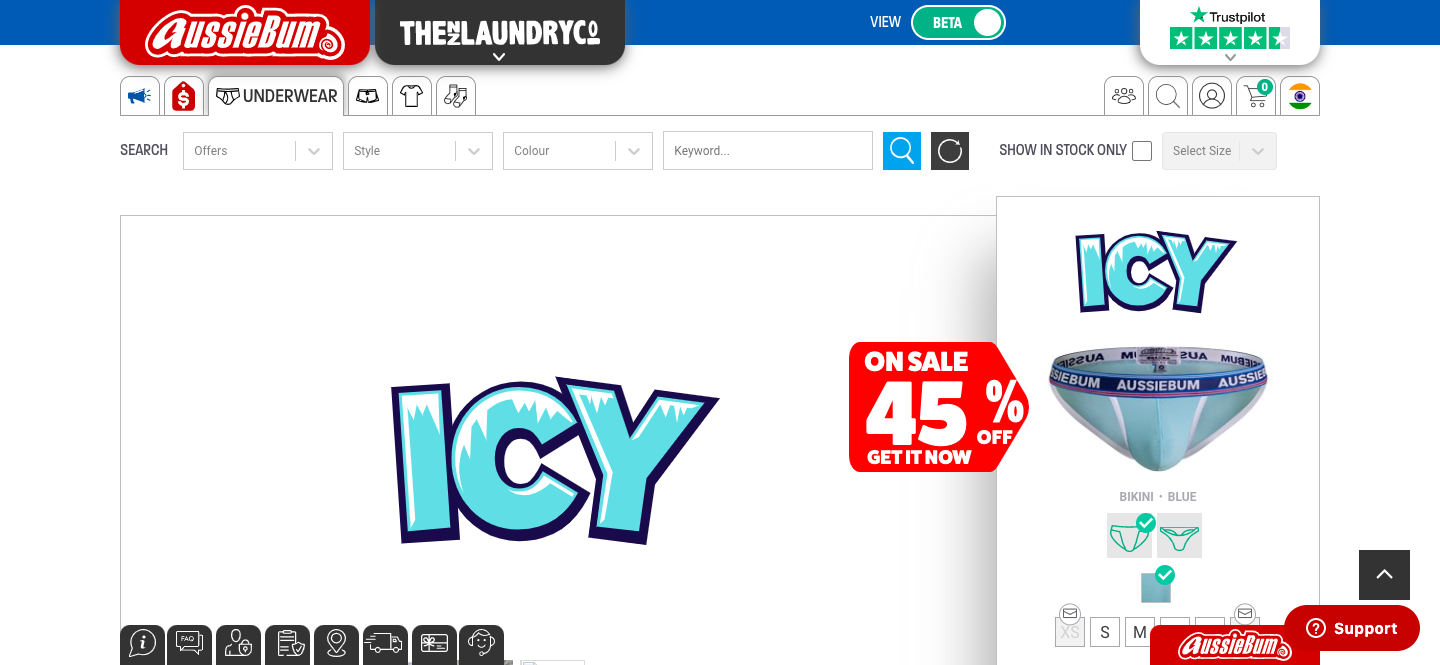 AussieBum
THE NZ LAUNDRY CO
VIEW
BETA
Trustpilot
UNDERWEAR
0
SEARCH
Offers
Style
Colour
Keyword...
SHOW IN STOCK ONLY
Select Size
ICY
ICY
ON SALE
45%
OFF
GET IT NOW
AUSSIEBUM
BIKINI • BLUE
XS
S
M
i
FAQ
AussieBum
Support